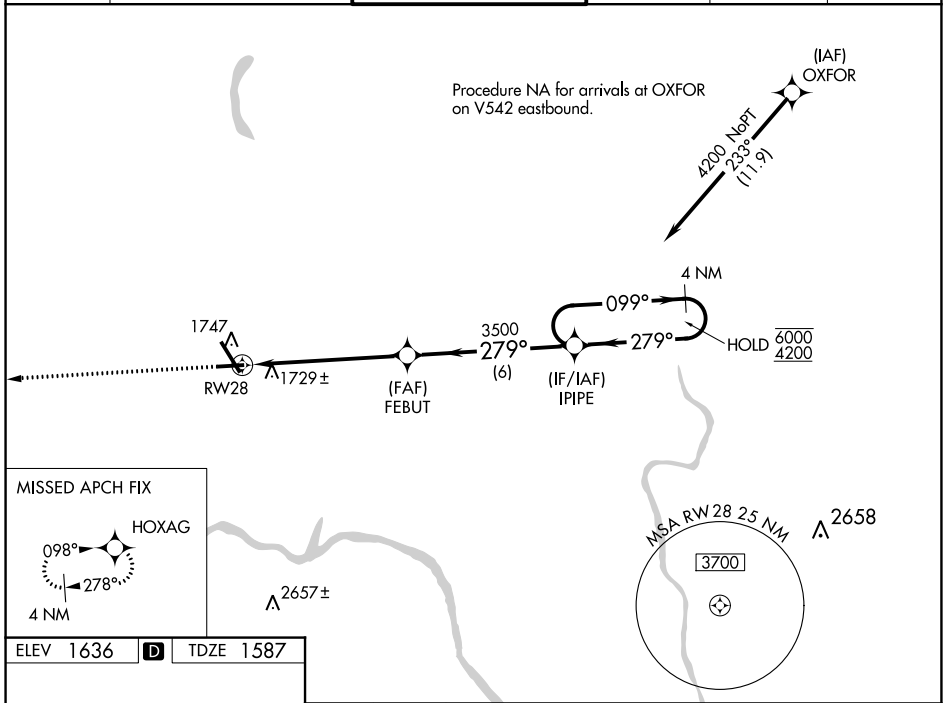 (IAF)
OXFOR
Procedure NA for arrivals at OXFOR
on V542 eastbound.
4200 NoPT
233°
(11.9)
4 NM
099°
279°
HOLD
6000
4200
3500
279°
(6)
(IF/IAF)
IPIPE
(FAF)
FEBUT
1747
1729±
RW28
MISSED APCH FIX
HOXAG
098°
278°
4 NM
2657±
MSA RW 28 25 NM
3700
2658
ELEV 1636 D TDZE 1587